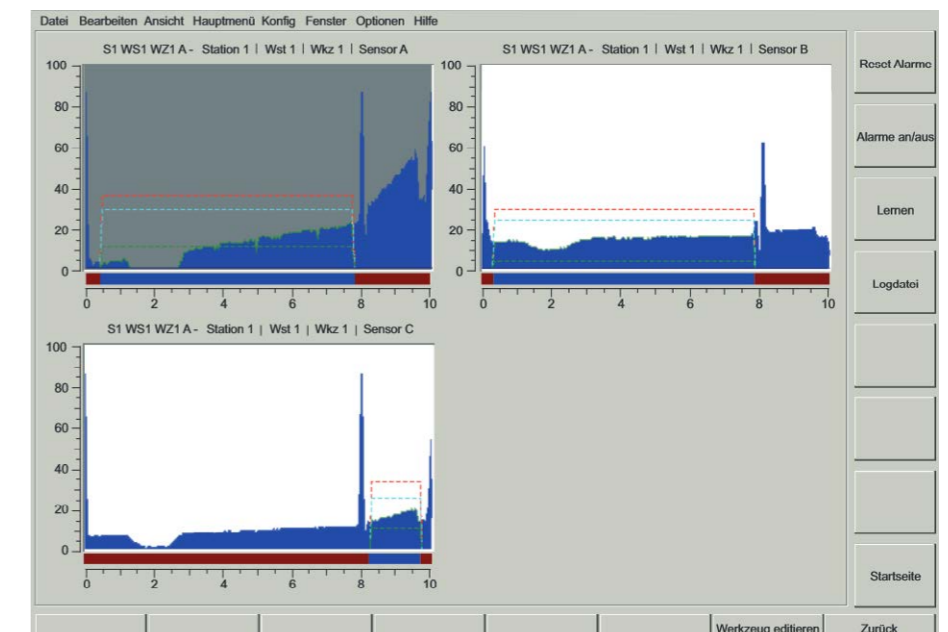 Datei Bearbeiten Ansicht Hauptmenü Konfig Fenster Optionen Hilfe
S1 WS1 WZ1 A - Station 1 | Wst 1 | Wkz 1 | Sensor A
100
80
60
40
20
0
0 2 4 6 8 10
S1 WS1 WZ1 A - Station 1 | Wst 1 | Wkz 1 | Sensor B
100
80
60
40
20
0
0 2 4 6 8 10
S1 WS1 WZ1 A - Station 1 | Wst 1 | Wkz 1 | Sensor C
100
80
60
40
20
0
0 2 4 6 8 10
Reset Alarme
Alarme an/aus
Lernen
Logdatei
Startseite
Werkzeug editieren Zurück